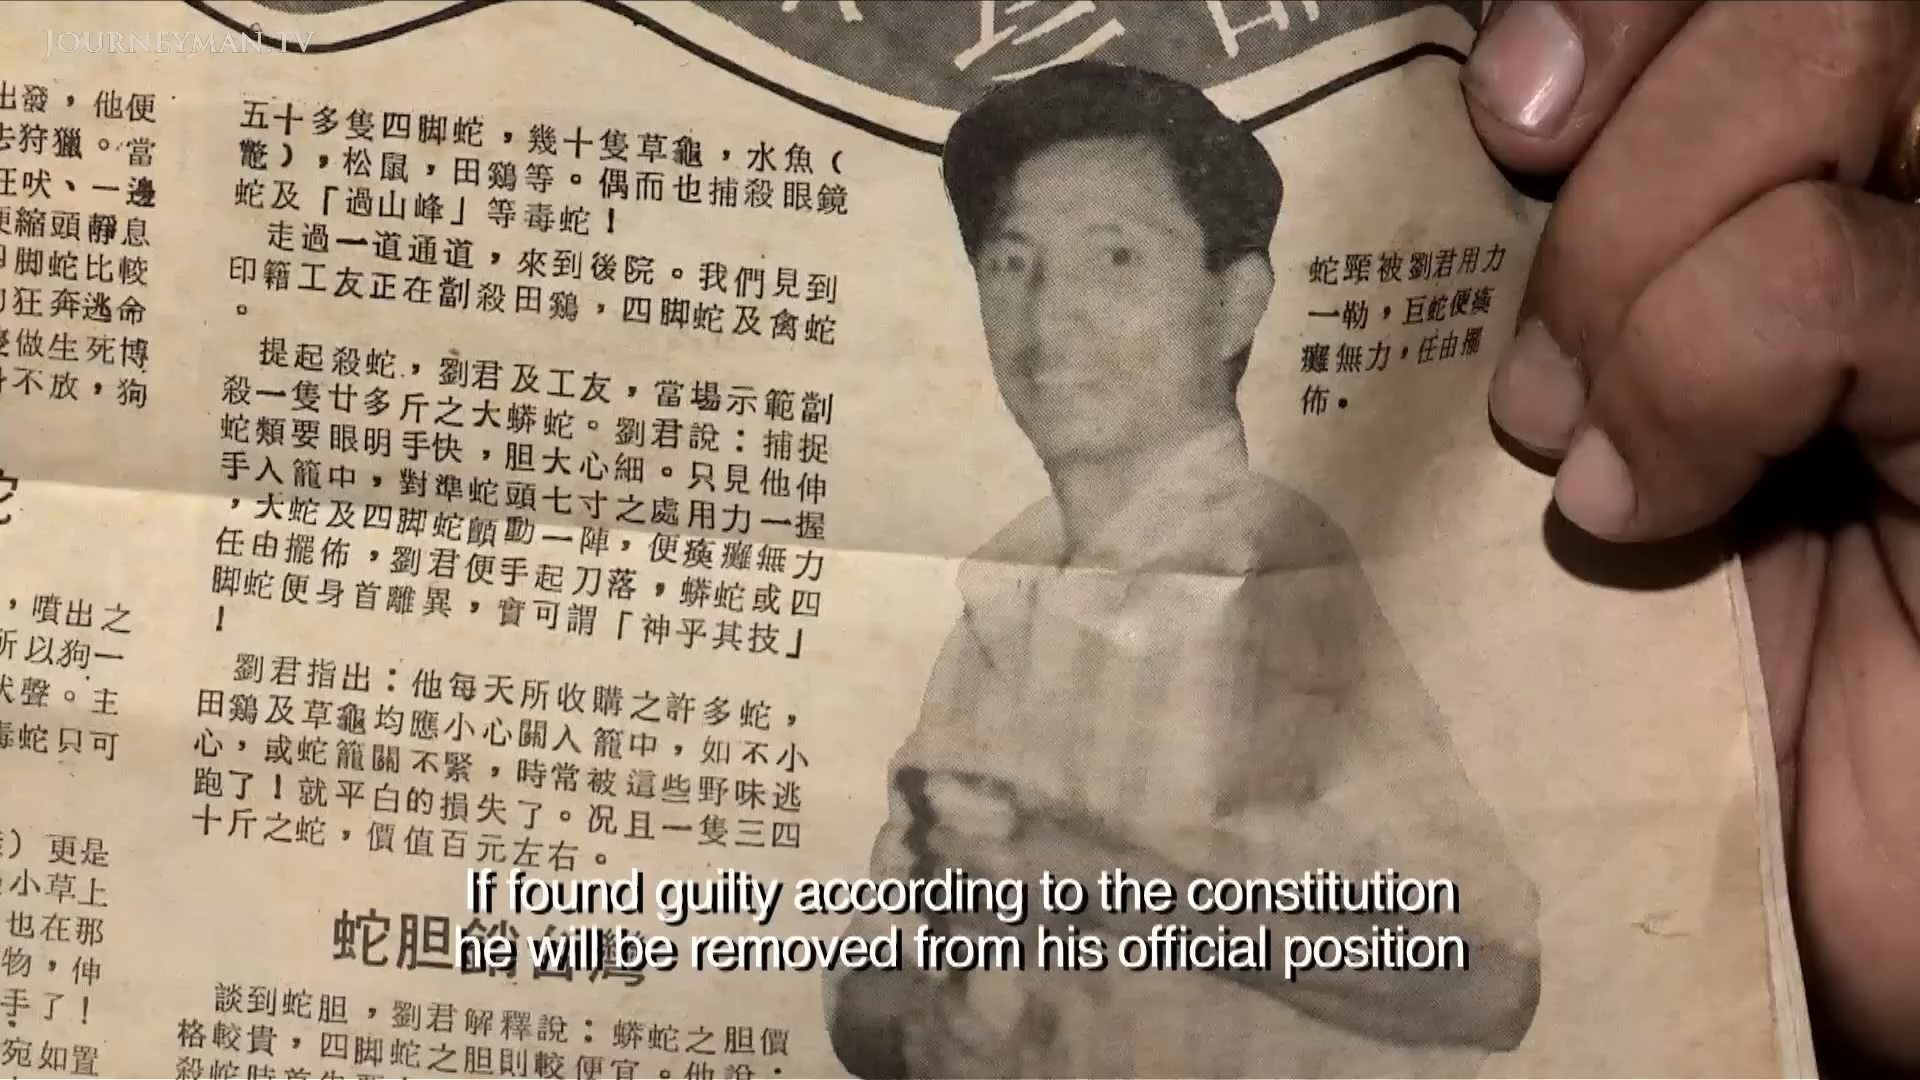 JOURNEYMAN.TV
出發，他便
去狩獵。當
狂吠、一邊
便縮頭靜息
四脚蛇比較
狂奔逃命
做生死博
不放，狗
，噴出之
所以狗一
吠聲。主
毒蛇只可
）更是
小草上
也在那
物，伸
手了！
宛如置
五十多隻四脚蛇，幾十隻草龜，水魚（
鼈），松鼠，田鷄等。偶而也捕殺眼鏡
蛇及「過山峰」等毒蛇！
走過一道通道，來到後院。我們見到
印籍工友正在劏殺田鷄，四脚蛇及禽蛇
。
提起殺蛇，劉君及工友，當場示範劏
殺一隻廿多斤之大蟒蛇。劉君說：捕捉
蛇類要眼明手快，胆大心細。只見他伸
手入籠中，對準蛇頭七寸之處用力一握
，大蛇及四脚蛇顫動一陣，便瘓癱無力
任由擺佈，劉君便手起刀落，蟒蛇或四
脚蛇便身首離異，實可謂「神乎其技」
！
劉君指出：他每天所收購之許多蛇，
田鷄及草龜均應小心關入籠中，如不小
心，或蛇籠關不緊，時常被這些野味逃
跑了！就平白的損失了。况且一隻三四
十斤之蛇，價值百元左右。
蛇胆銷台灣
談到蛇胆，劉君解釋說：蟒蛇之胆價
格較貴，四脚蛇之胆則較便宜。他說：
殺蛇時首先要
蛇頸被劉君用力
一勒，巨蛇便瘓
癱無力，任由擺
佈。
If found guilty according to the constitution
he will be removed from his official position